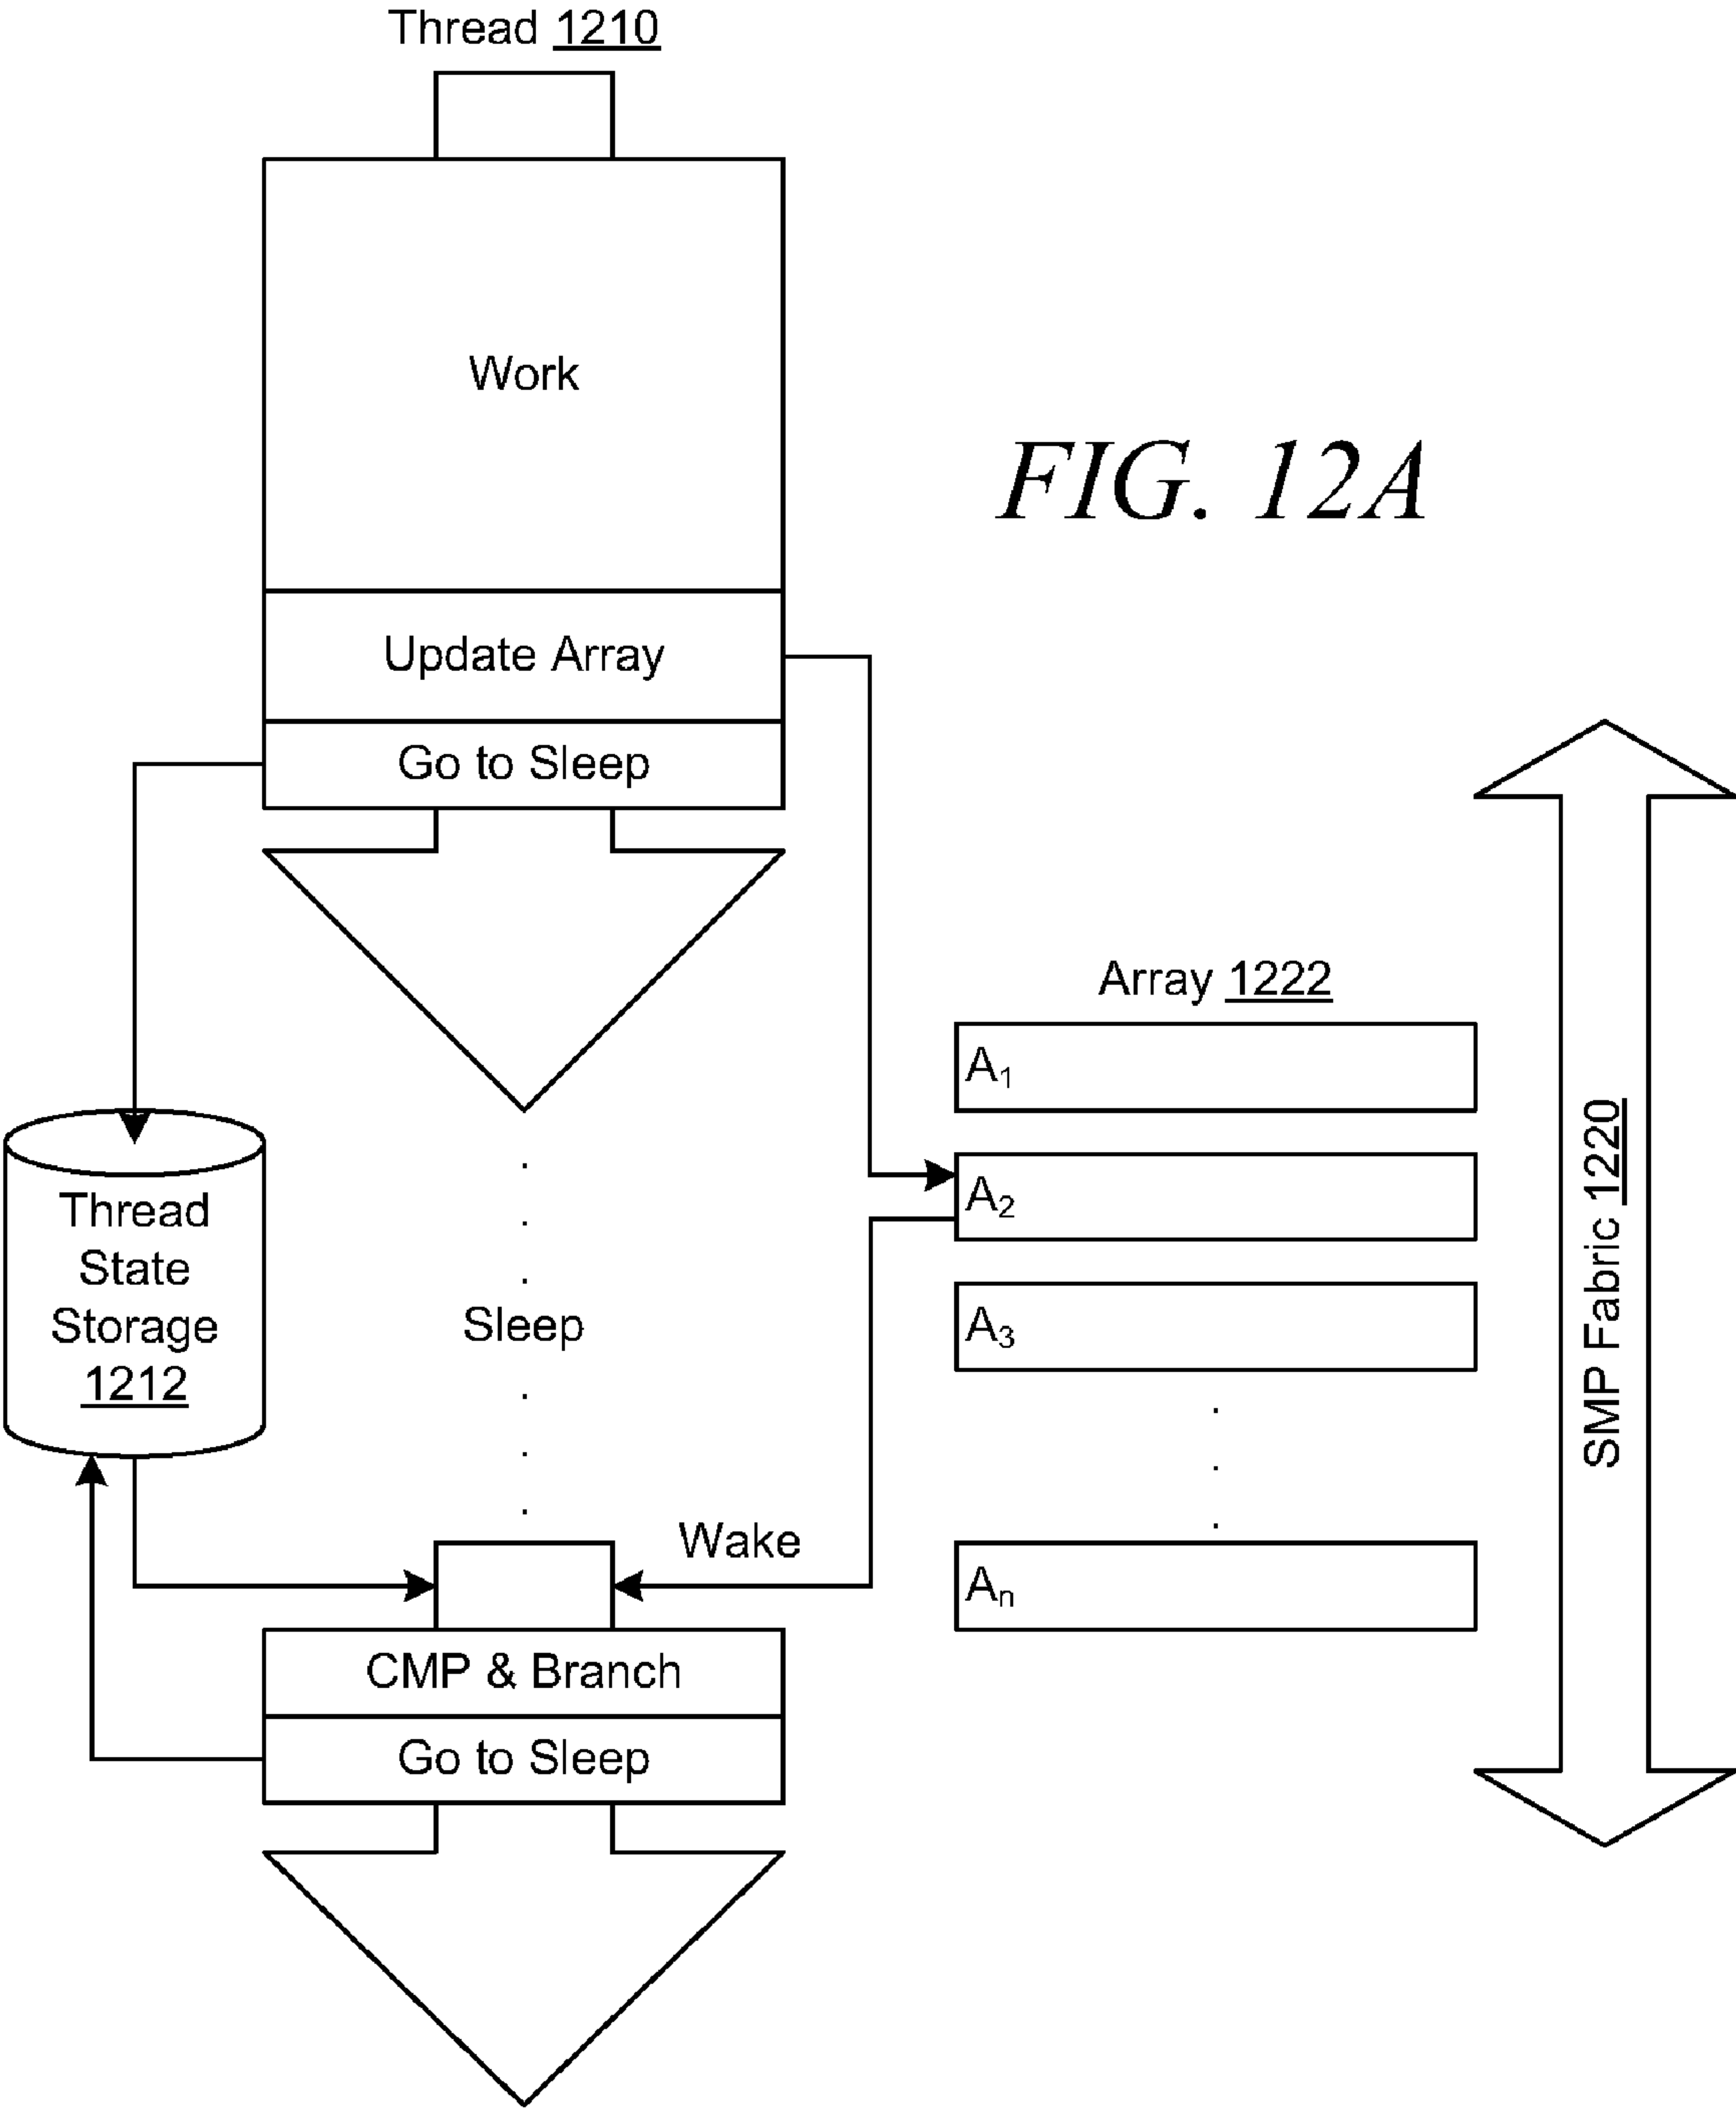 Thread 1210
Work
FIG. 12A
Update Array
Go to Sleep
Array 1222
A₁
A₂
A₃
Aₙ
SMP Fabric 1220
Thread
State
Storage
1212
Sleep
Wake
CMP & Branch
Go to Sleep